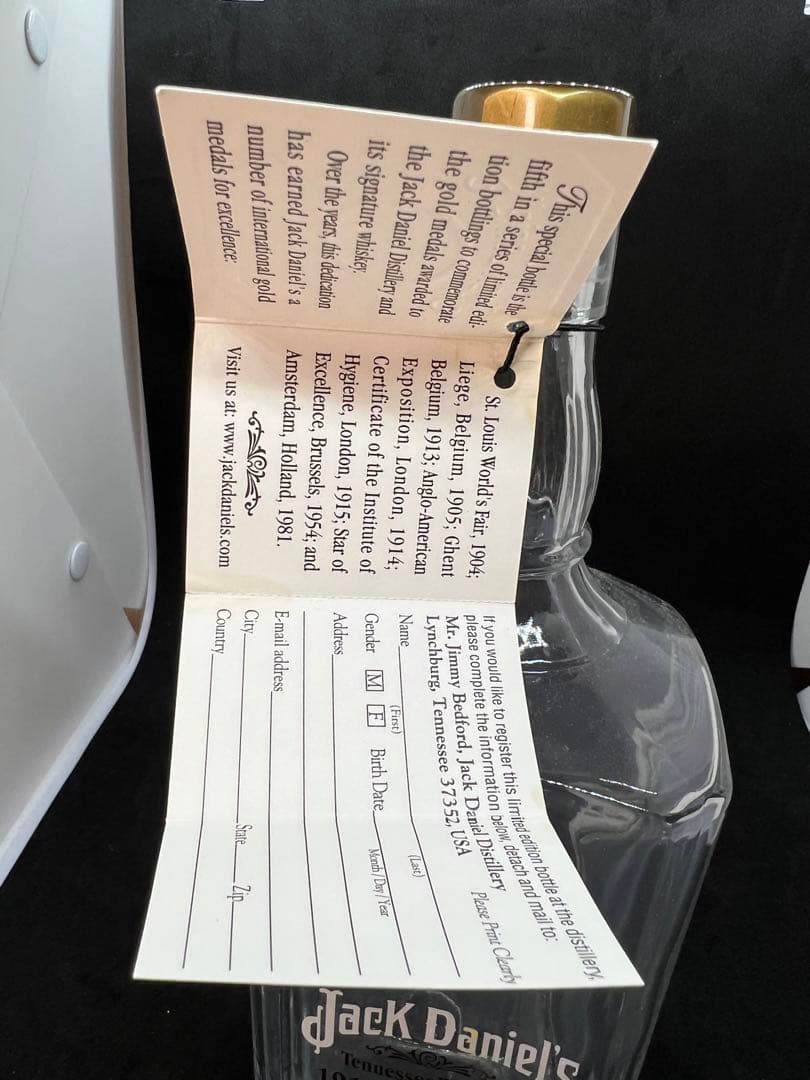 This special bottle is the
fifth in a series of limited edi-
tion bottlings to commemorate
the gold medals awarded to
the Jack Daniel Distillery and
its signature whiskey.
Over the years, this dedication
has earned Jack Daniel's a
number of international gold
medals for excellence:
St. Louis World's Fair, 1904;
Liege, Belgium, 1905; Ghent
Belgium, 1913; Anglo-American
Exposition, London, 1914;
Certificate of the Institute of
Hygiene, London, 1915; Star of
Excellence, Brussels, 1954; and
Amsterdam, Holland, 1981.
Visit us at: www.jackdaniels.com
If you would like to register this limited edition bottle at the distillery,
please complete the information below, detach and mail to:
Mr. Jimmy Bedford, Jack Daniel Distillery
Lynchburg, Tennessee 37352, USA
Please Print Clearly
Name
(First) (Last)
Gender M F Birth Date
Month/Day/Year
Address
E-mail address
City State Zip
Country
Jack Daniel's